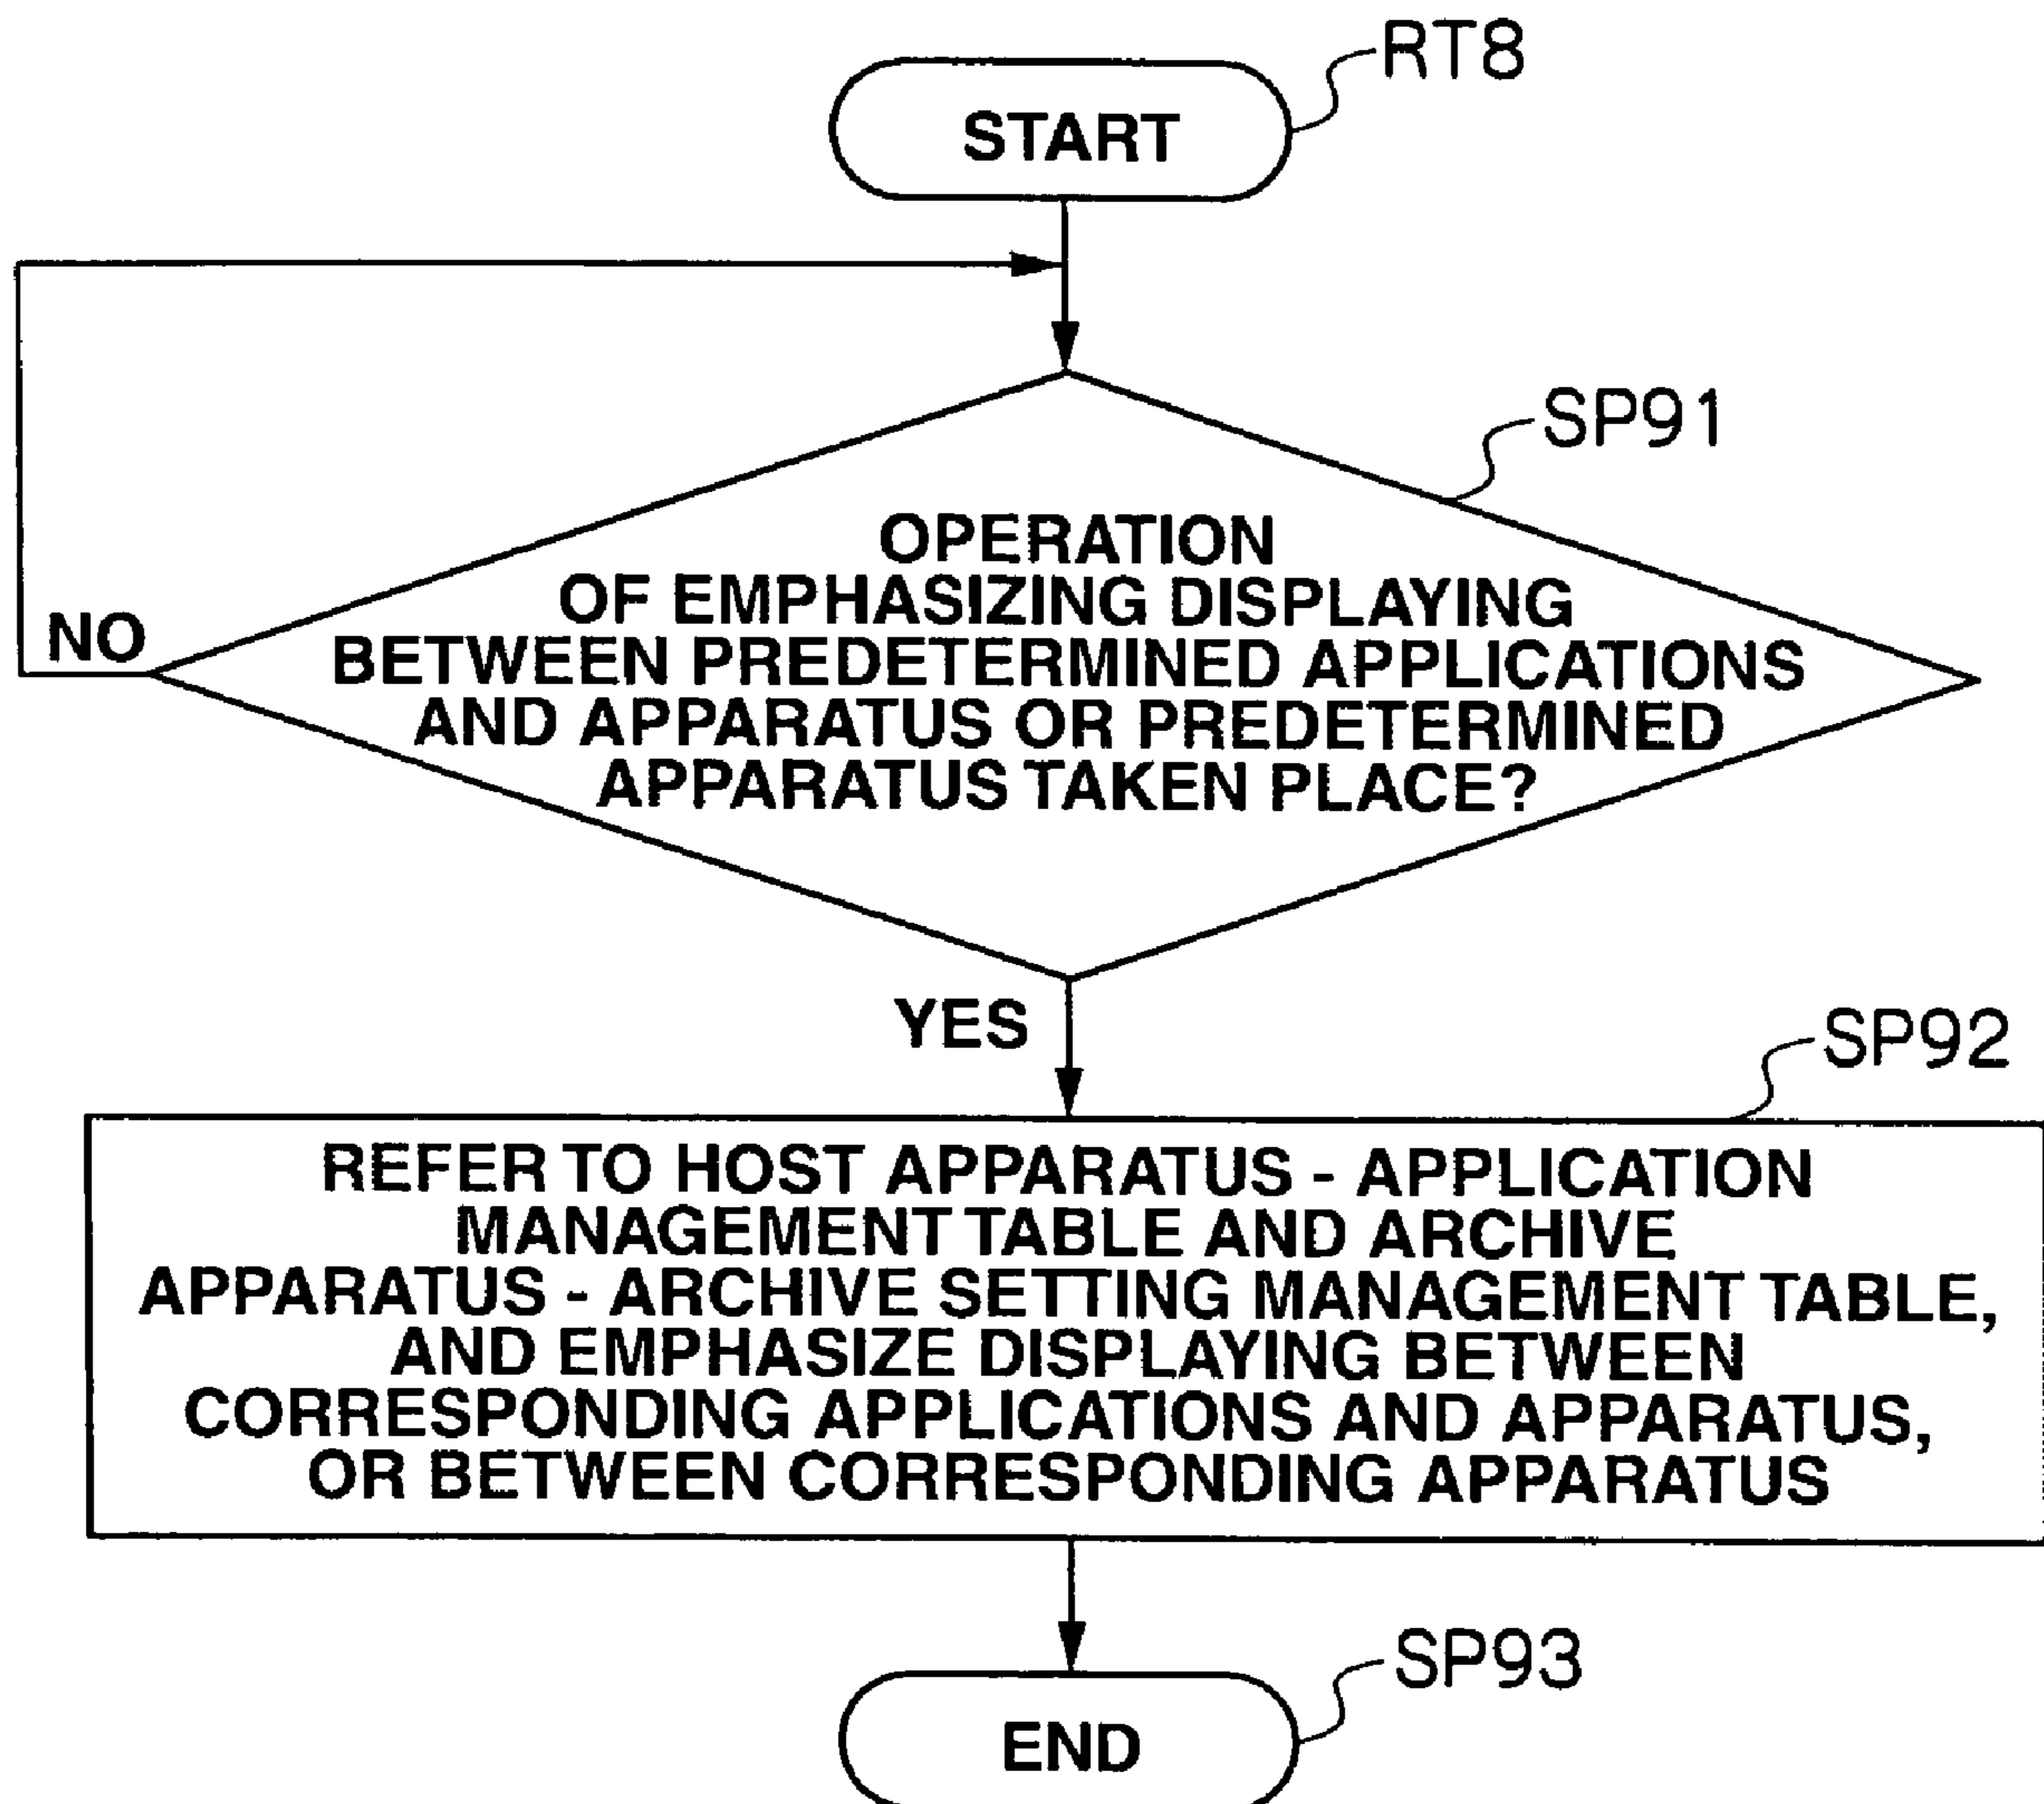 RT8
START
SP91
OPERATION
OF EMPHASIZING DISPLAYING
BETWEEN PREDETERMINED APPLICATIONS
AND APPARATUS OR PREDETERMINED
APPARATUS TAKEN PLACE?
NO
YES
SP92
REFER TO HOST APPARATUS - APPLICATION
MANAGEMENT TABLE AND ARCHIVE
APPARATUS - ARCHIVE SETTING MANAGEMENT TABLE,
AND EMPHASIZE DISPLAYING BETWEEN
CORRESPONDING APPLICATIONS AND APPARATUS,
OR BETWEEN CORRESPONDING APPARATUS
SP93
END